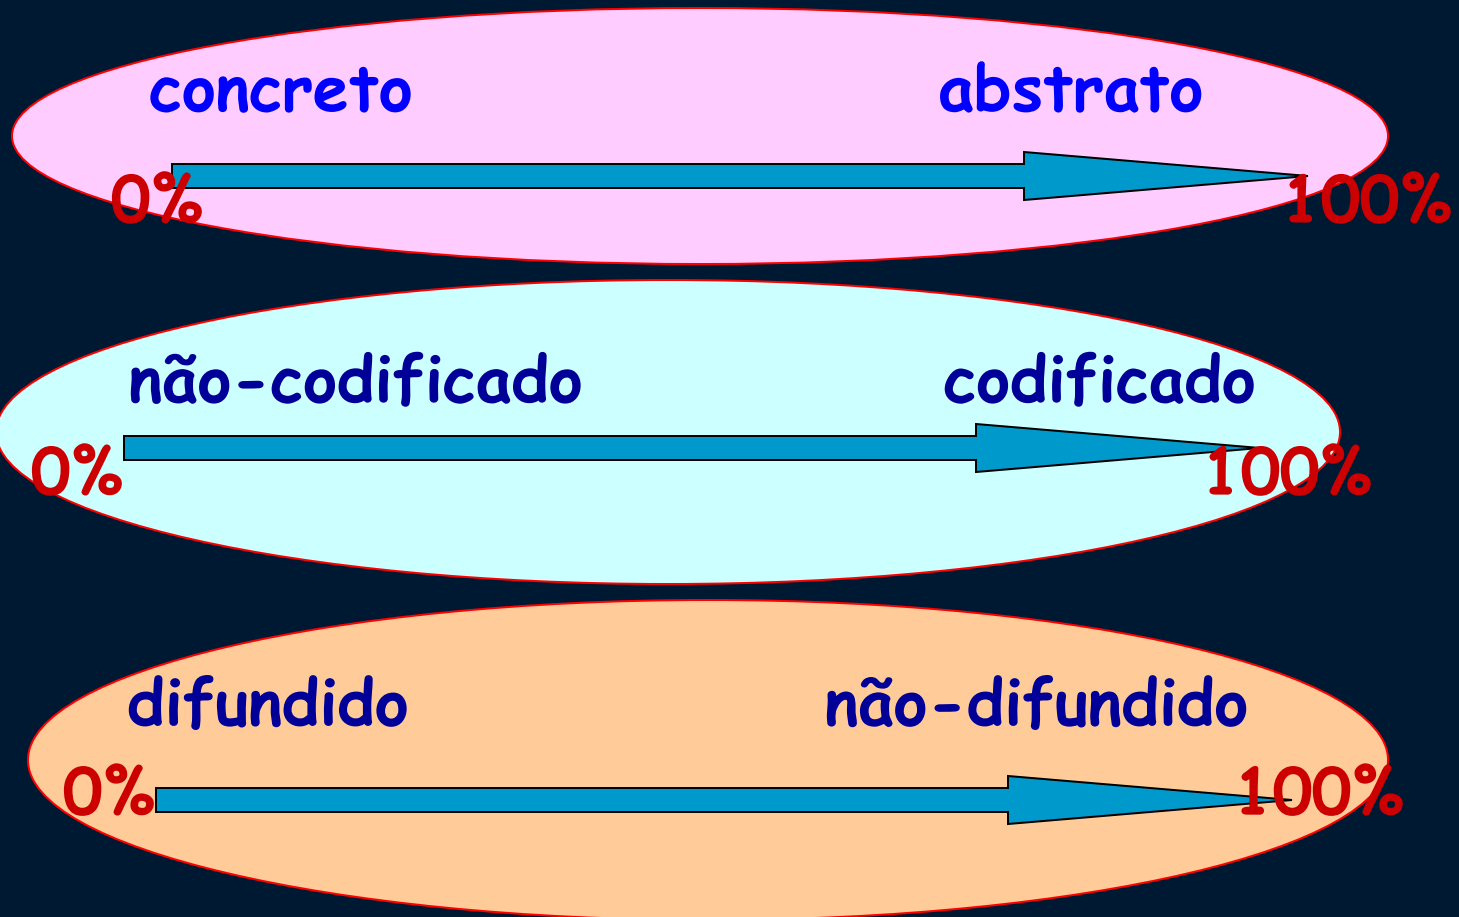 concreto abstrato
0% 100%
não-codificado codificado
0% 100%
difundido não-difundido
0% 100%